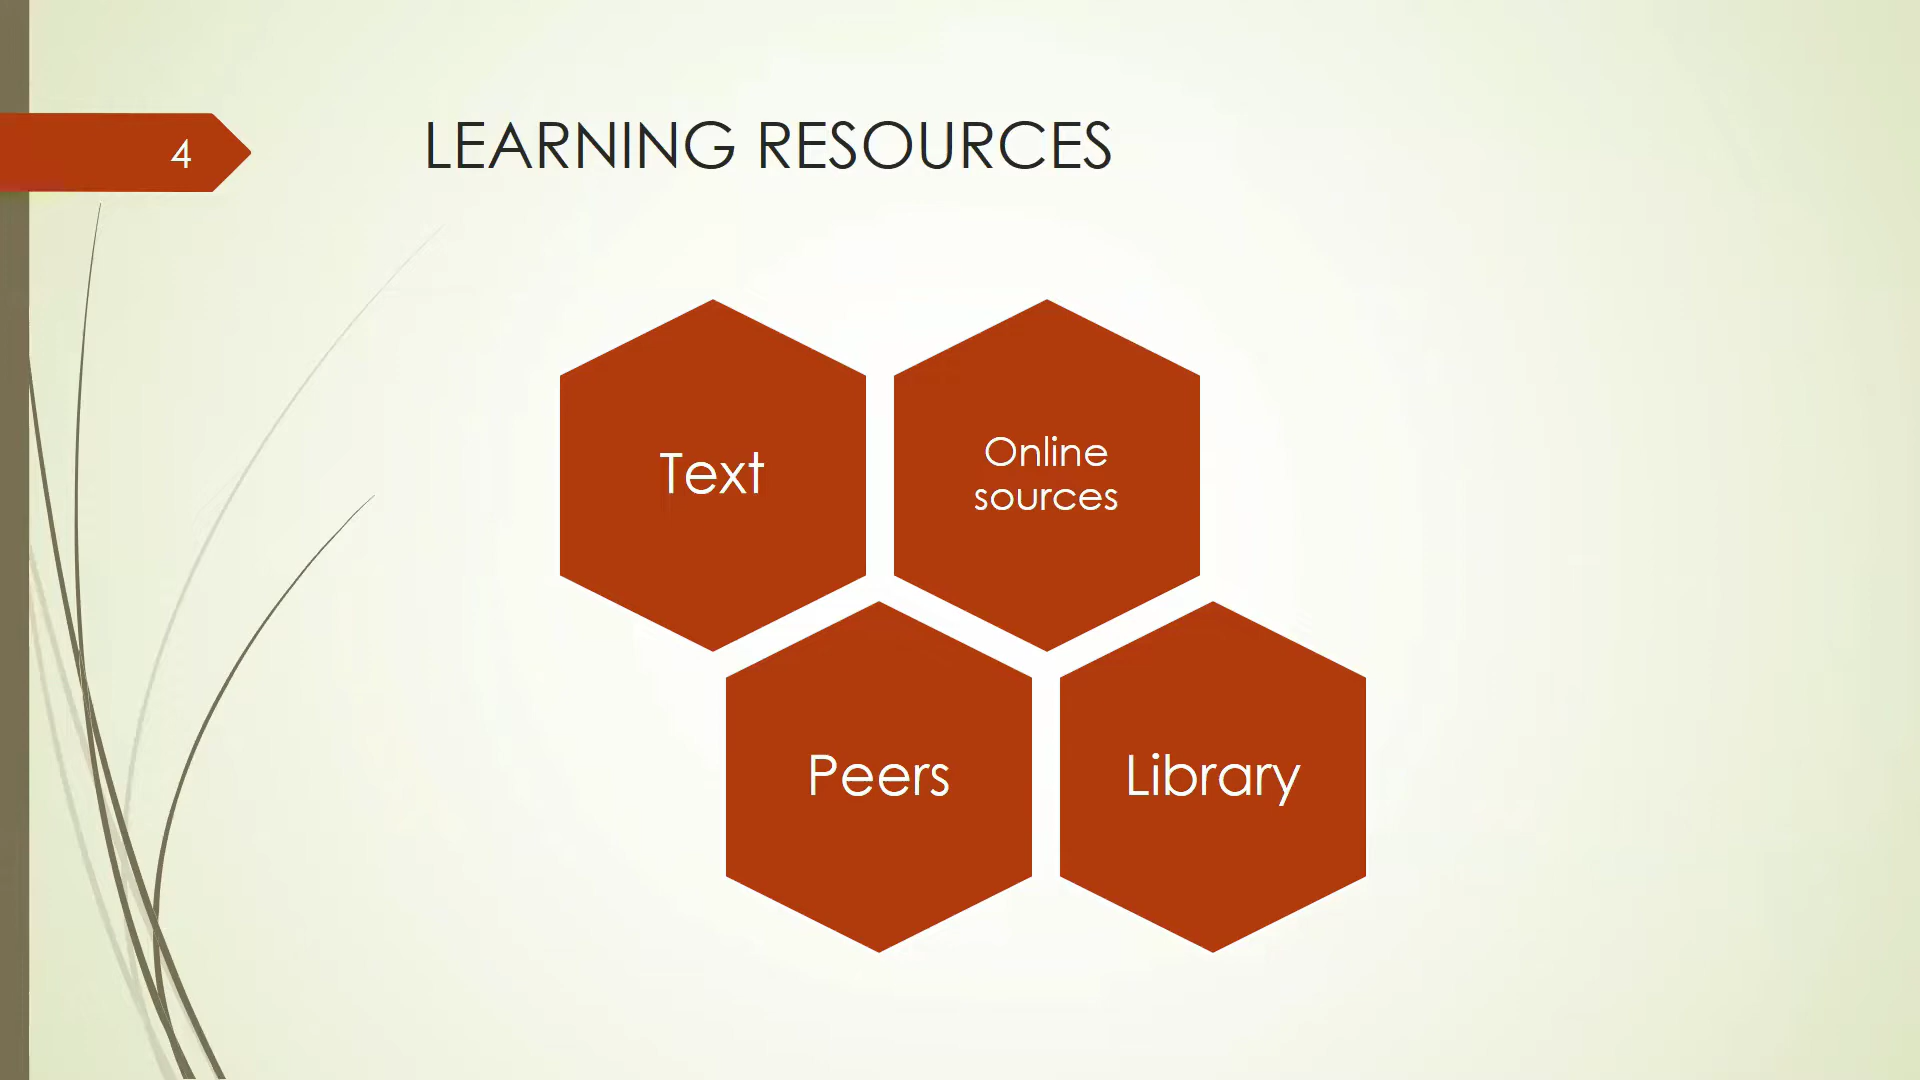 4
LEARNING RESOURCES
Text
Online
sources
Peers
Library